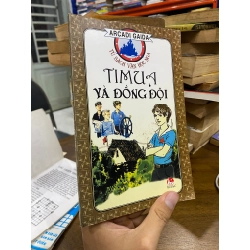 ARCADI GAIDA
TỦ SÁCH VĂN HỌC NGA
TIMUA
VÀ ĐỒNG ĐỘI